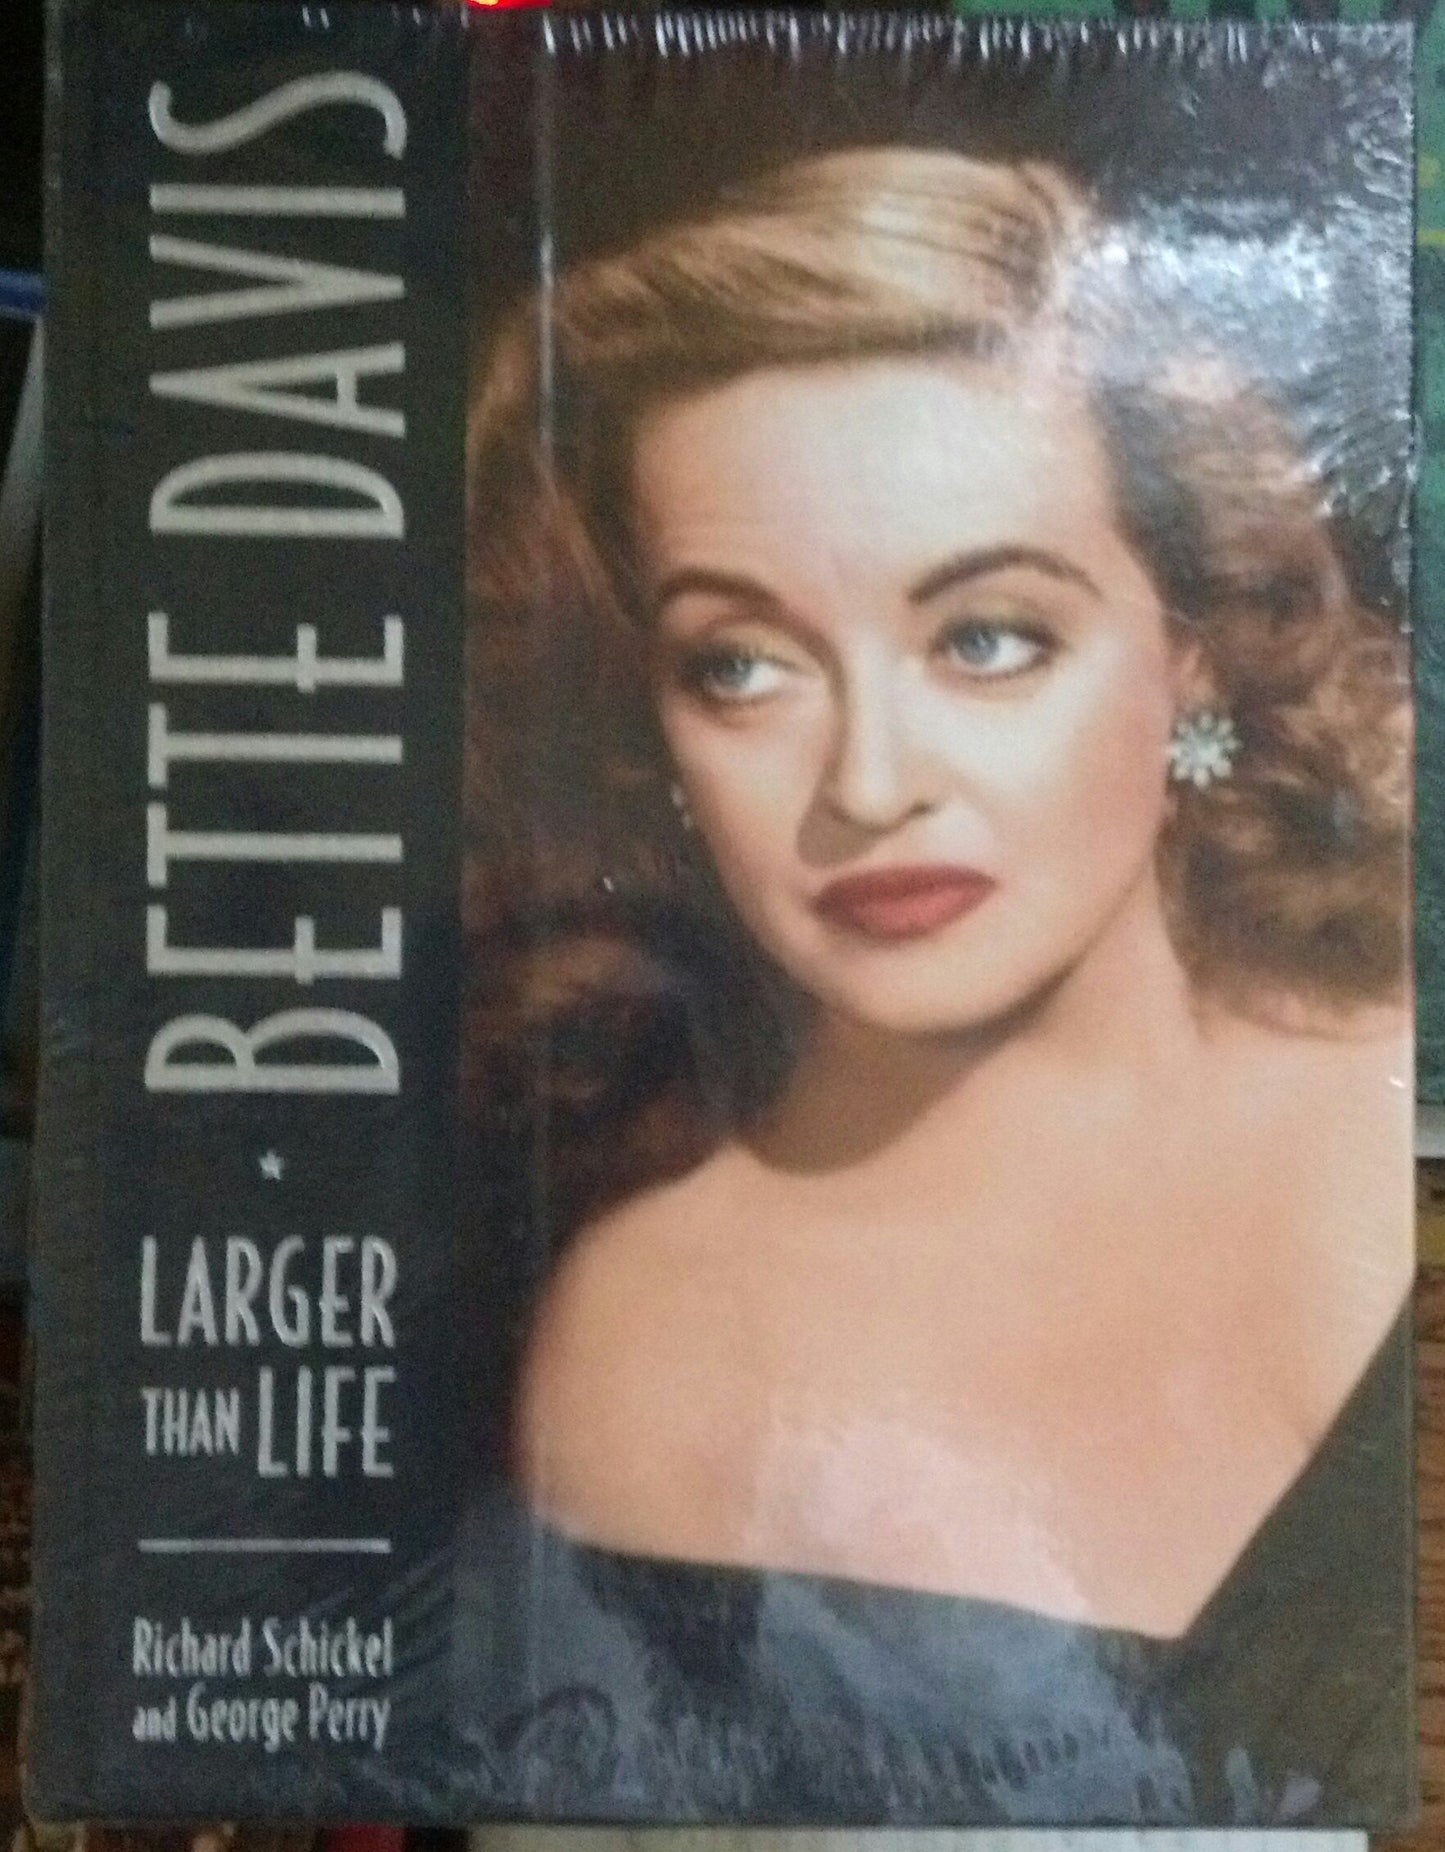 BETTE DAVIS
LARGER
THAN LIFE
Richard Schickel
and George Perry